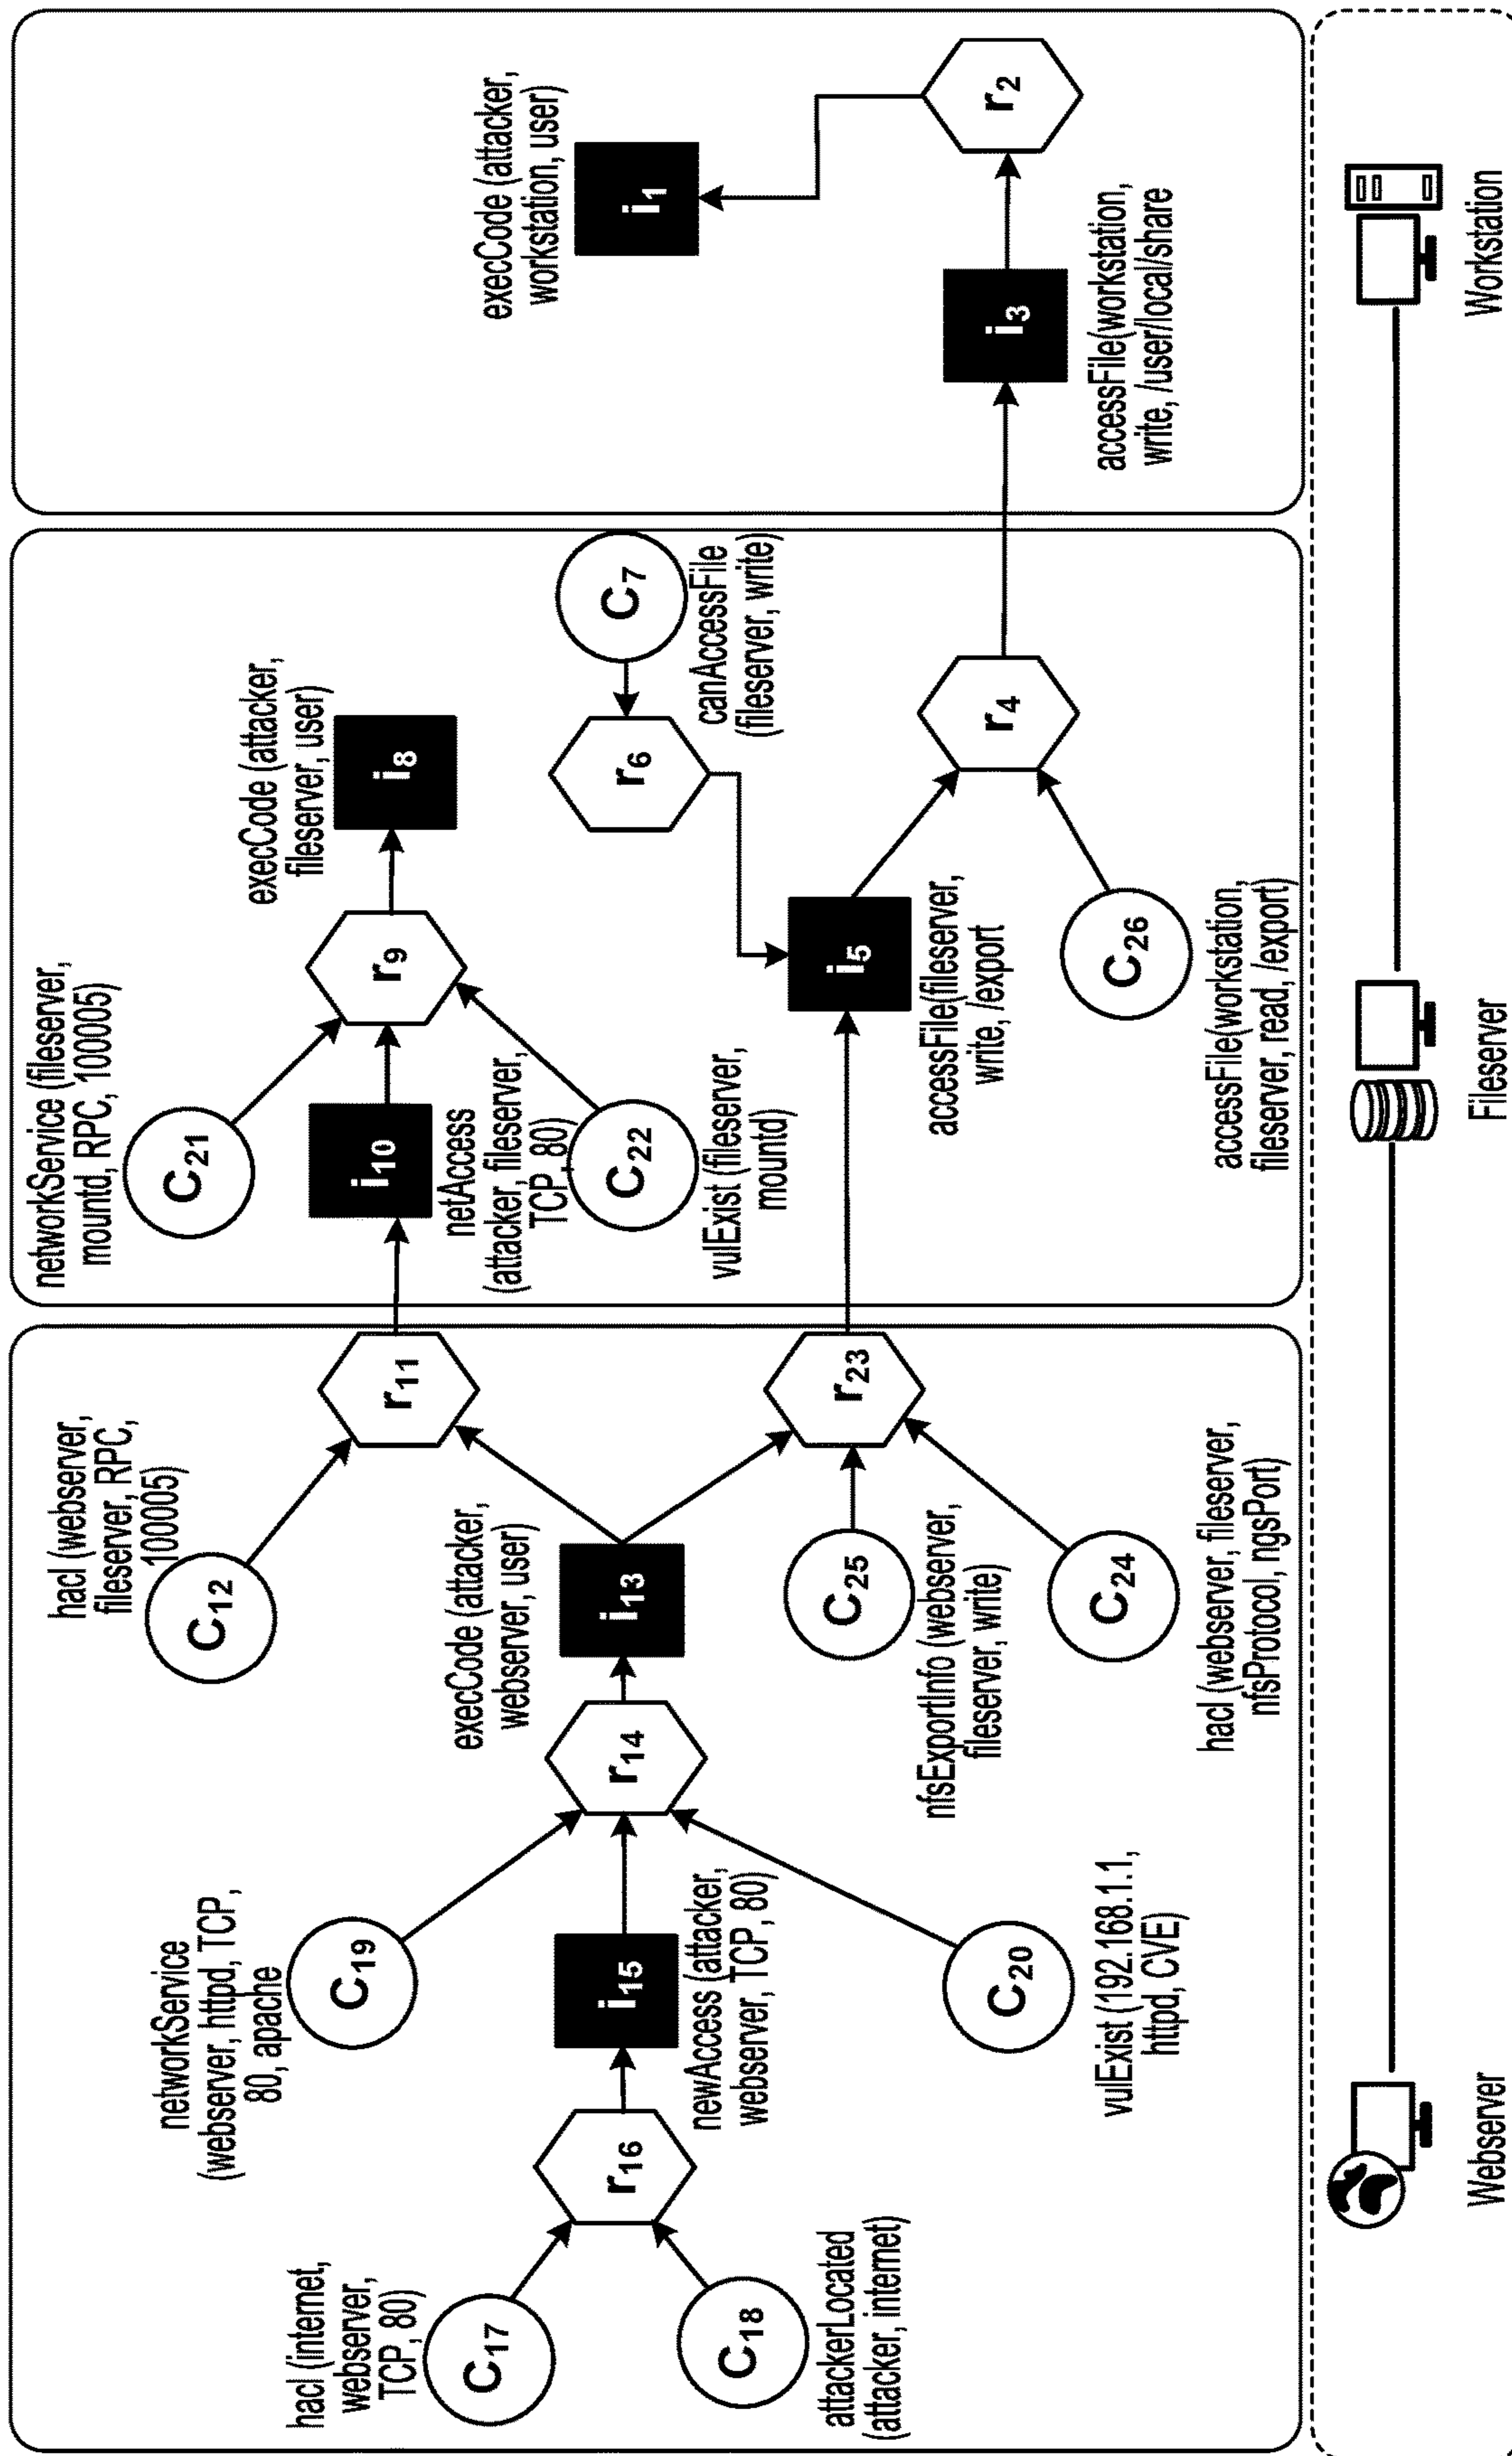 hacl (internet,
webserver,
TCP, 80)
C17
C18
attackerLocated
(attacker, internet)
r16
networkService
(webserver, httpd, TCP,
80, apache
C19
i15
newAccess (attacker,
webserver, TCP, 80)
C20
vulExist (192.168.1.1,
httpd, CVE)
r14
execCode (attacker,
webserver, user)
i13
hacl (webserver,
fileserver, RPC,
100005)
C12
r11
C25
nfsExportInfo (webserver,
fileserver, write)
C24
hacl (webserver, fileserver,
nfsProtocol, ngsPort)
r23
networkService (fileserver,
mountd, RPC, 100005)
C21
i10
netAccess
(attacker, fileserver,
TCP, 80)
C22
vulExist (fileserver,
mountd)
r9
execCode (attacker,
fileserver, user)
i8
C7
canAccessFile
(fileserver, write)
r6
i5
accessFile(fileserver,
write, /export
C26
accessFile(workstation,
fileserver, read, /export)
r4
execCode (attacker,
workstation, user)
i1
i3
accessFile(workstation,
write, /user/local/share
r2
Webserver
Fileserver
Workstation